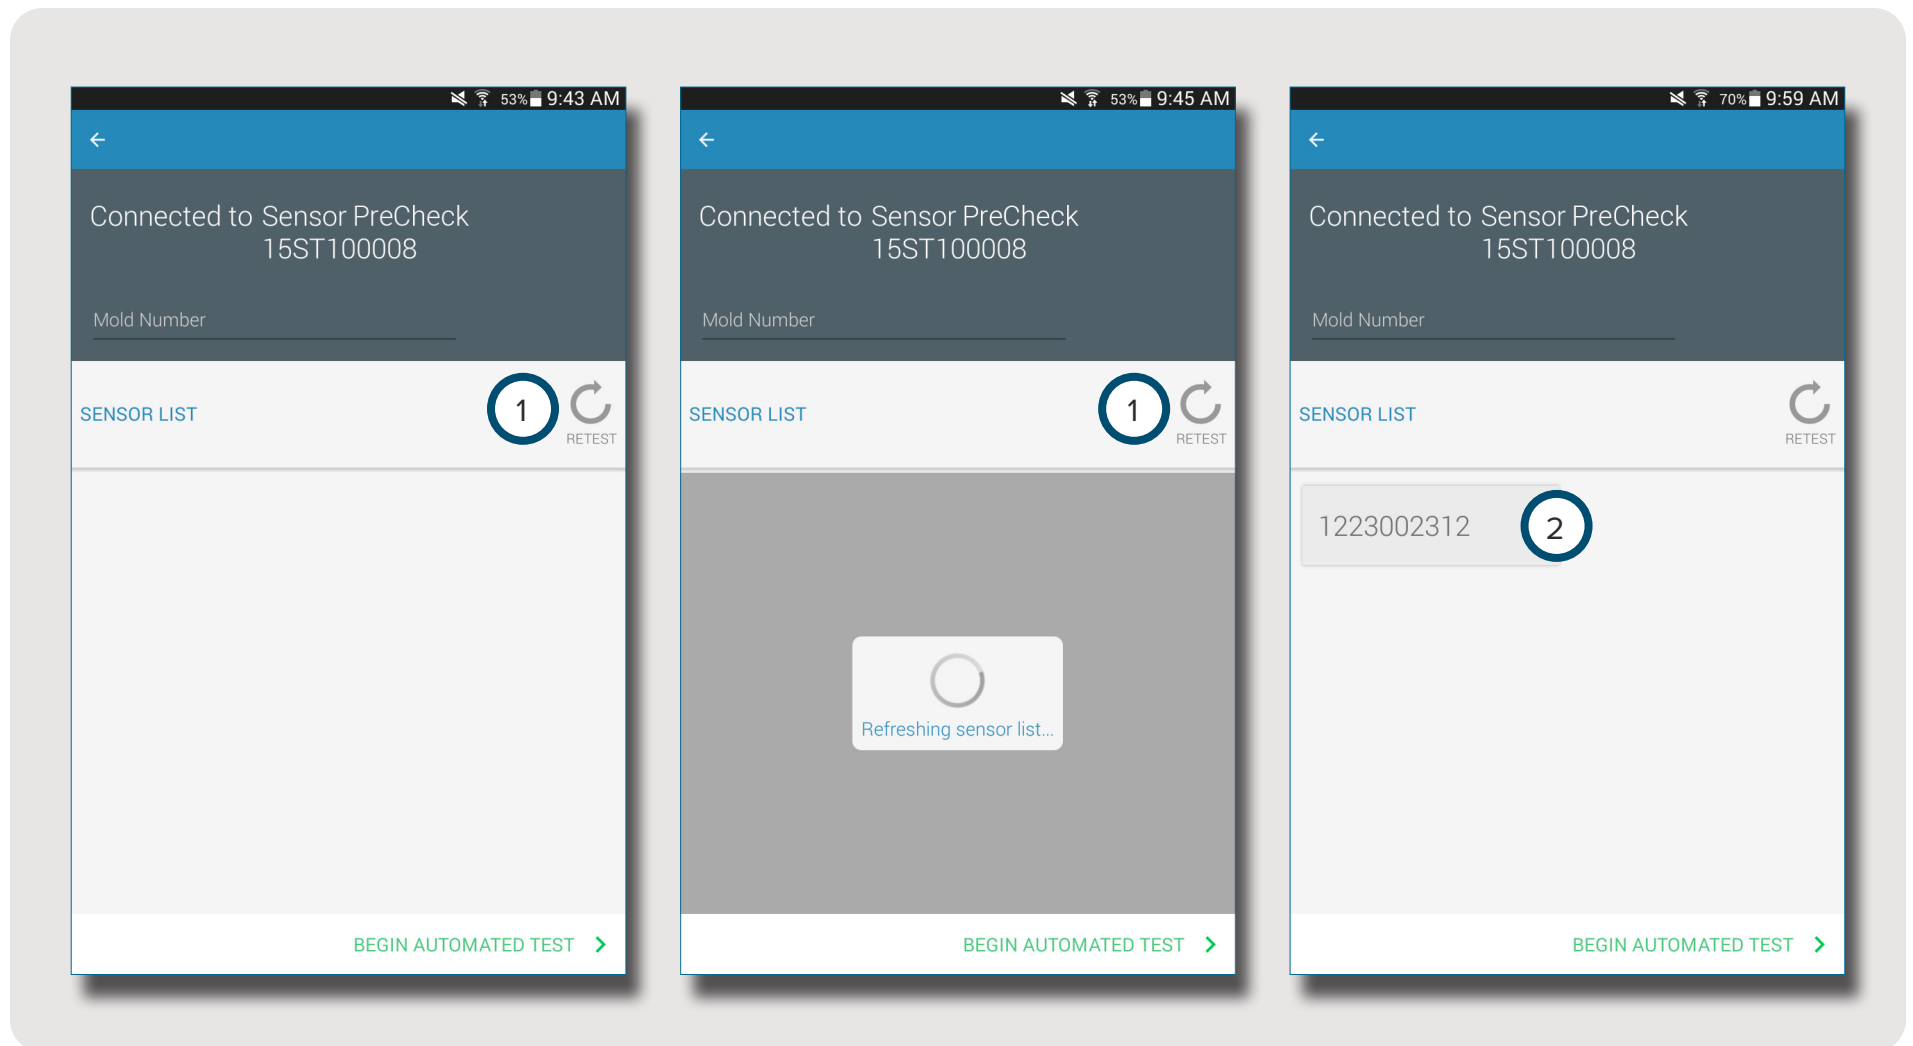 53% 9:43 AM
Connected to Sensor PreCheck
15ST100008
Mold Number
SENSOR LIST
1
RETEST
BEGIN AUTOMATED TEST
53% 9:45 AM
Connected to Sensor PreCheck
15ST100008
Mold Number
SENSOR LIST
1
RETEST
Refreshing sensor list...
BEGIN AUTOMATED TEST
70% 9:59 AM
Connected to Sensor PreCheck
15ST100008
Mold Number
SENSOR LIST
RETEST
1223002312
2
BEGIN AUTOMATED TEST